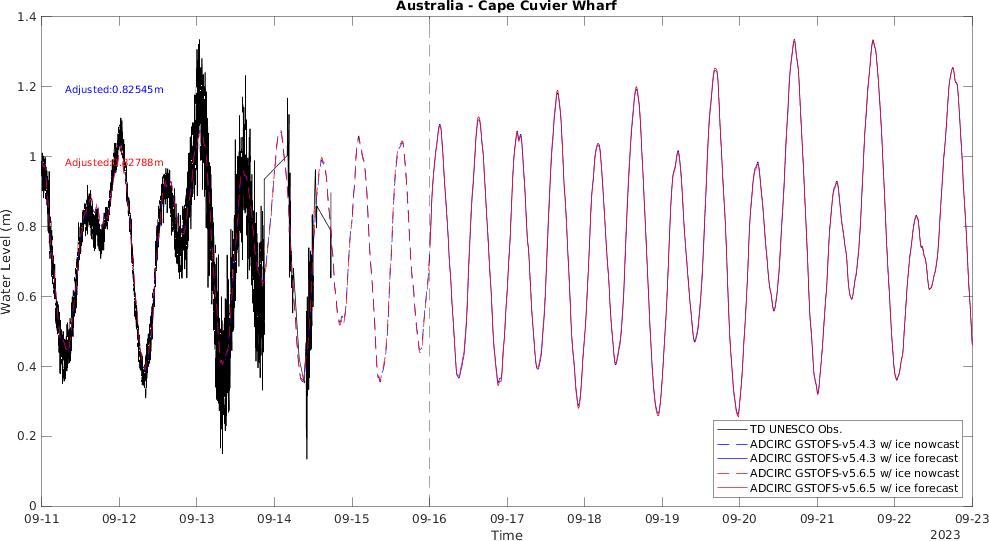 Australia - Cape Cuvier Wharf
1.4
1.2
1
0.8
0.6
0.4
0.2
0
Water Level (m)
Adjusted:0.82545m
Adjusted:0.82788m
TD UNESCO Obs.
ADCIRC GSTOFS-v5.4.3 w/ ice nowcast
ADCIRC GSTOFS-v5.4.3 w/ ice forecast
ADCIRC GSTOFS-v5.6.5 w/ ice nowcast
ADCIRC GSTOFS-v5.6.5 w/ ice forecast
09-11 09-12 09-13 09-14 09-15 09-16 09-17 09-18 09-19 09-20 09-21 09-22 09-23
Time
2023